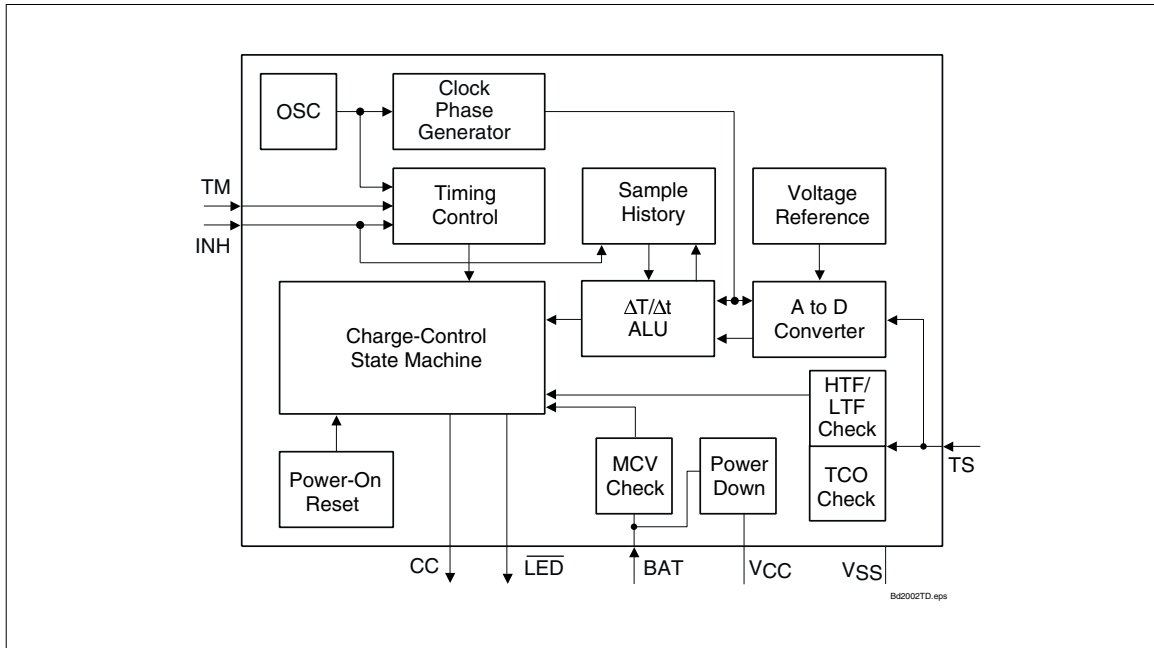 OSC
Clock
Phase
Generator
TM
INH
Timing
Control
Sample
History
Voltage
Reference
Charge-Control
State Machine
ΔT/Δt
ALU
A to D
Converter
HTF/
LTF
Check
TCO
Check
TS
Power-On
Reset
MCV
Check
Power
Down
CC
LED
BAT
VCC
VSS
Bd2002TD.eps